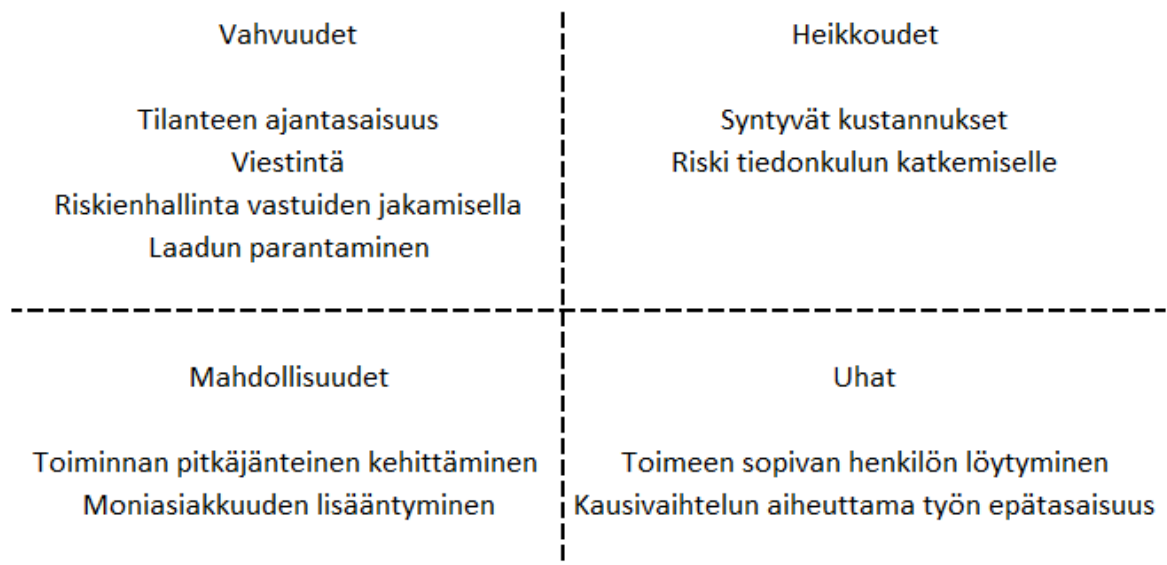 Vahvuudet
Tilanteen ajantasaisuus
Viestintä
Riskienhallinta vastuiden jakamisella
Laadun parantaminen
Heikkoudet
Syntyvät kustannukset
Riski tiedonkulun katkemiselle
Mahdollisuudet
Toiminnan pitkäjänteinen kehittäminen
Moniasiakkuuden lisääntyminen
Uhat
Toimeen sopivan henkilön löytyminen
Kausivaihtelun aiheuttama työn epätasaisuus